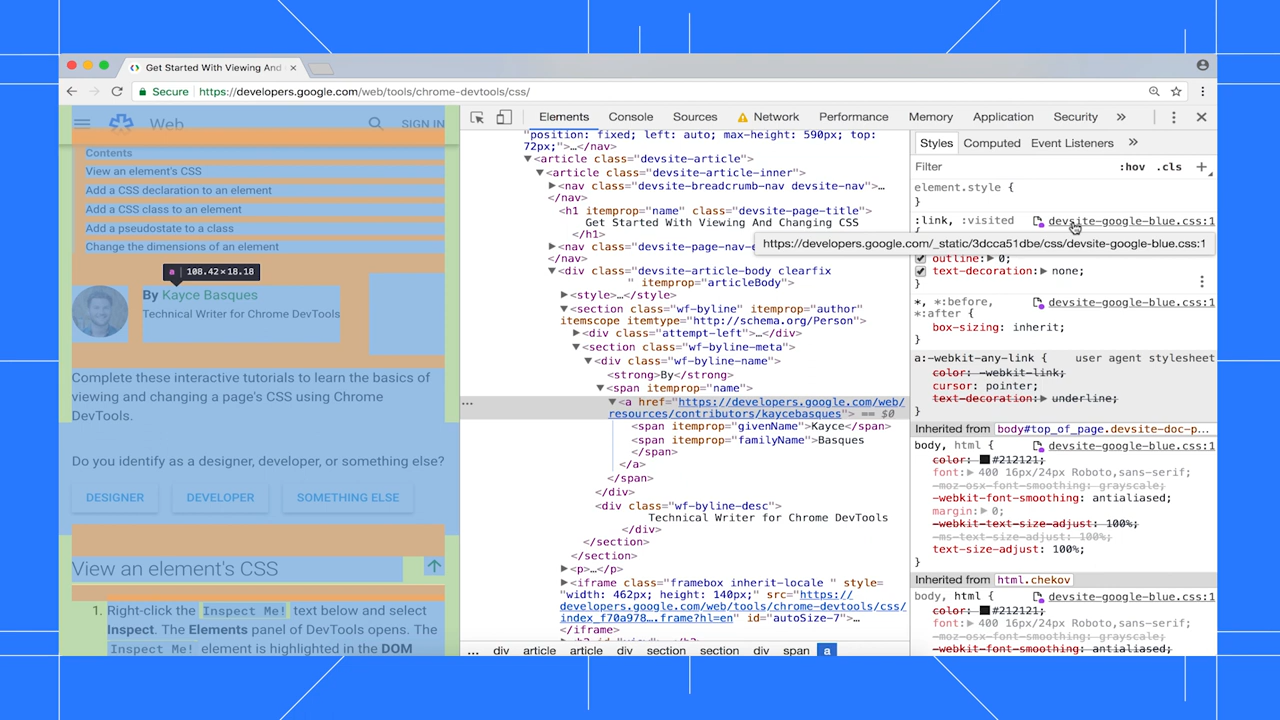 Get Started With Viewing And
Secure https://developers.google.com/web/tools/chrome-devtools/css/
Web SIGN IN
Contents
View an element's CSS
Add a CSS declaration to an element
Add a CSS class to an element
Add a pseudostate to a class
Change the dimensions of an element
a 108.42×18.18
By Kayce Basques
Technical Writer for Chrome DevTools
Complete these interactive tutorials to learn the basics of
viewing and changing a page's CSS using Chrome
DevTools.
Do you identify as a designer, developer, or something else?
DESIGNER DEVELOPER SOMETHING ELSE
View an element's CSS
1. Right-click the Inspect Me! text below and select
Inspect. The Elements panel of DevTools opens. The
Inspect Me! element is highlighted in the DOM
Elements Console Sources Network Performance Memory Application Security »
"position: fixed; left: auto; max-height: 590px; top:
72px;">…</nav>
▼<article class="devsite-article">
▼<article class="devsite-article-inner">
▶<nav class="devsite-breadcrumb-nav devsite-nav">…
</nav>
<h1 itemprop="name" class="devsite-page-title">
Get Started With Viewing And Changing CSS
</h1>
▶<nav class="devsite-page-nav-e
</nav>
▼<div class="devsite-article-body clearfix
" itemprop="articleBody">
▶<style>…</style>
▼<section class="wf-byline" itemprop="author"
itemscope itemtype="http://schema.org/Person">
▶<div class="attempt-left">…</div>
▼<section class="wf-byline-meta">
▼<div class="wf-byline-name">
<strong>By</strong>
▼<span itemprop="name">
… ▼<a href="https://developers.google.com/web/
resources/contributors/kaycebasques"> == $0
<span itemprop="givenName">Kayce</span>
<span itemprop="familyName">Basques
</span>
</a>
</span>
</div>
<div class="wf-byline-desc">
Technical Writer for Chrome DevTools
</div>
</section>
</section>
▶<p>…</p>
▶<iframe class="framebox inherit-locale " style=
"width: 462px; height: 140px;" src="https://
developers.google.com/web/tools/chrome-devtools/css/
index_f70a978….frame?hl=en" id="autoSize-7">…
</iframe>
… div article article div section section div span a
Styles Computed Event Listeners »
Filter :hov .cls +
element.style {
}
:link, :visited devsite-google-blue.css:1
{
https://developers.google.com/_static/3dcca51dbe/css/devsite-google-blue.css:1
outline:▶ 0;
text-decoration:▶ none;
}
*, *:before, devsite-google-blue.css:1
*:after {
box-sizing: inherit;
}
a:-webkit-any-link { user agent stylesheet
color: -webkit-link;
cursor: pointer;
text-decoration:▶ underline;
}
Inherited from body#top_of_page.devsite-doc-p…
body, html { devsite-google-blue.css:1
color: #212121;
font:▶ 400 16px/24px Roboto,sans-serif;
-moz-osx-font-smoothing: grayscale;
-webkit-font-smoothing: antialiased;
margin:▶ 0;
-webkit-text-size-adjust: 100%;
-ms-text-size-adjust: 100%;
text-size-adjust: 100%;
}
Inherited from html.chekov
body, html { devsite-google-blue.css:1
color: #212121;
font:▶ 400 16px/24px Roboto,sans-serif;
-moz-osx-font-smoothing: grayscale;
-webkit-font-smoothing: antialiased;